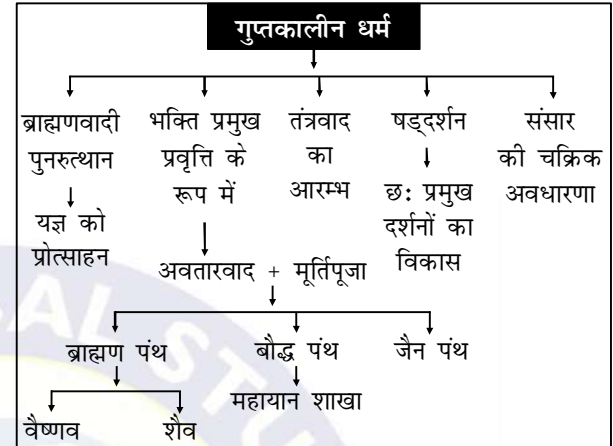 गुप्तकालीन धर्म
ब्राह्मणवादी
पुनरुत्थान
यज्ञ को
प्रोत्साहन
भक्ति प्रमुख
प्रवृत्ति के
रूप में
तंत्रवाद
का
आरम्भ
षड्दर्शन
छ: प्रमुख
दर्शनों का
विकास
संसार
की चक्रिक
अवधारणा
अवतारवाद + मूर्तिपूजा
ब्राह्मण पंथ
बौद्ध पंथ
जैन पंथ
महायान शाखा
वैष्णव
शैव